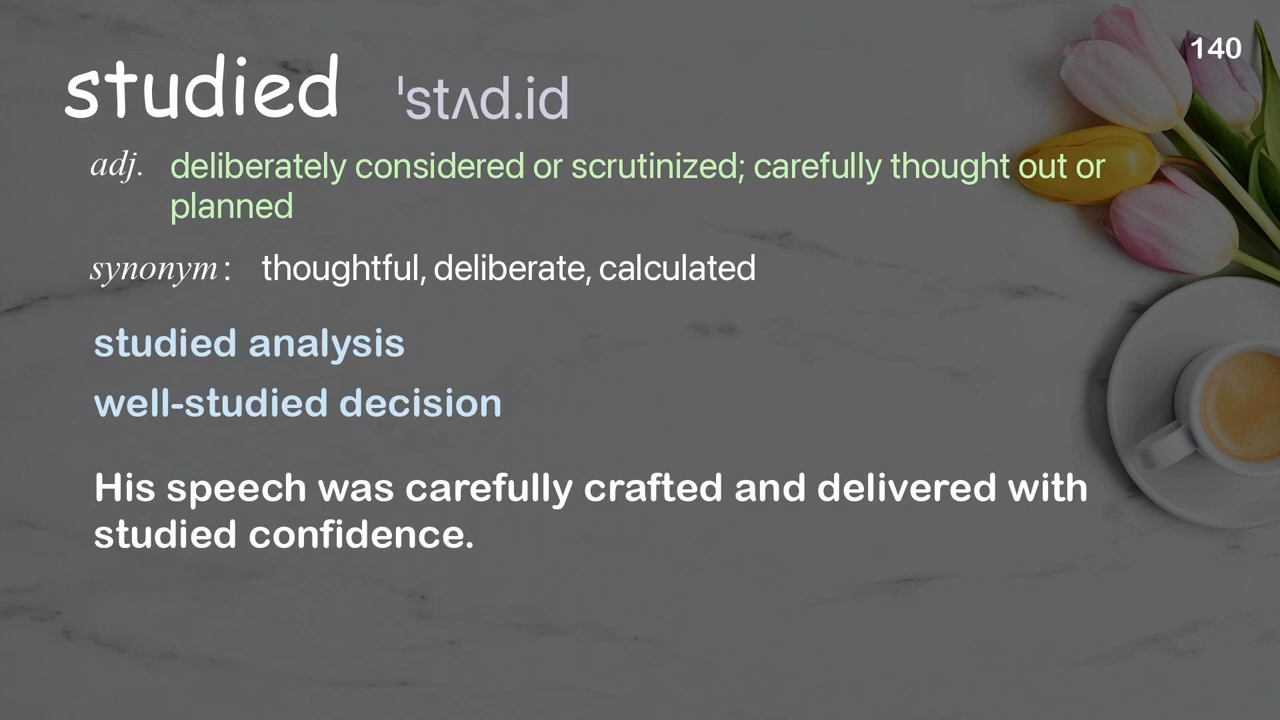 140
studied ˈstʌd.id
adj. deliberately considered or scrutinized; carefully thought out or
planned
synonym: thoughtful, deliberate, calculated
studied analysis
well-studied decision
His speech was carefully crafted and delivered with
studied confidence.